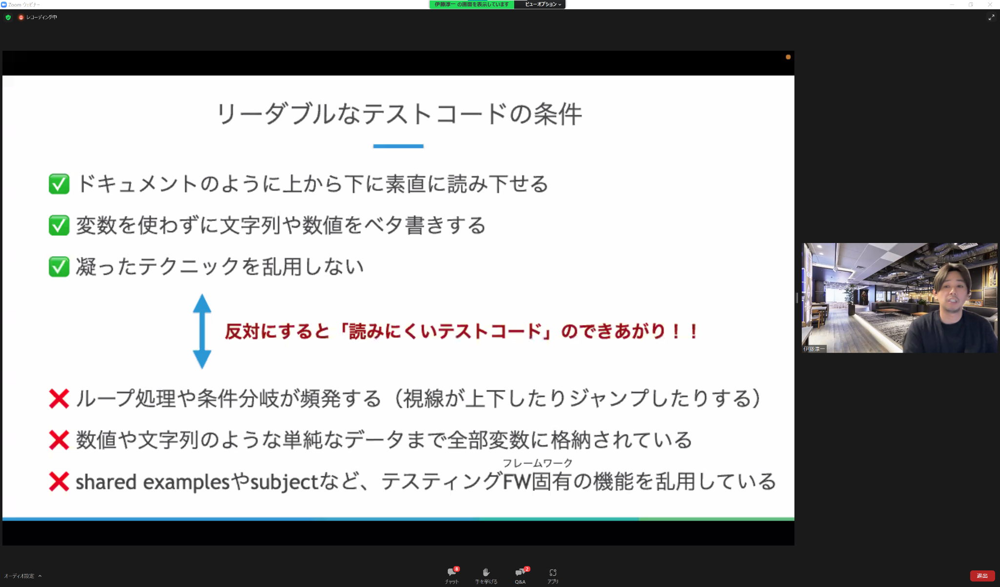 Zoom ウェビナー
伊藤淳一 の画面を表示しています
ビューオプション
レコーディング中
リーダブルなテストコードの条件
✅ ドキュメントのように上から下に素直に読み下せる
✅ 変数を使わずに文字列や数値をベタ書きする
✅ 凝ったテクニックを乱用しない
反対にすると「読みにくいテストコード」のできあがり！！
❌ ループ処理や条件分岐が頻発する（視線が上下したりジャンプしたりする）
❌ 数値や文字列のような単純なデータまで全部変数に格納されている
フレームワーク
❌ shared examplesやsubjectなど、テスティングFW固有の機能を乱用している
伊藤淳一
オーディオ設定
8
チャット
手を挙げる
2
Q&A
アプリ
退出